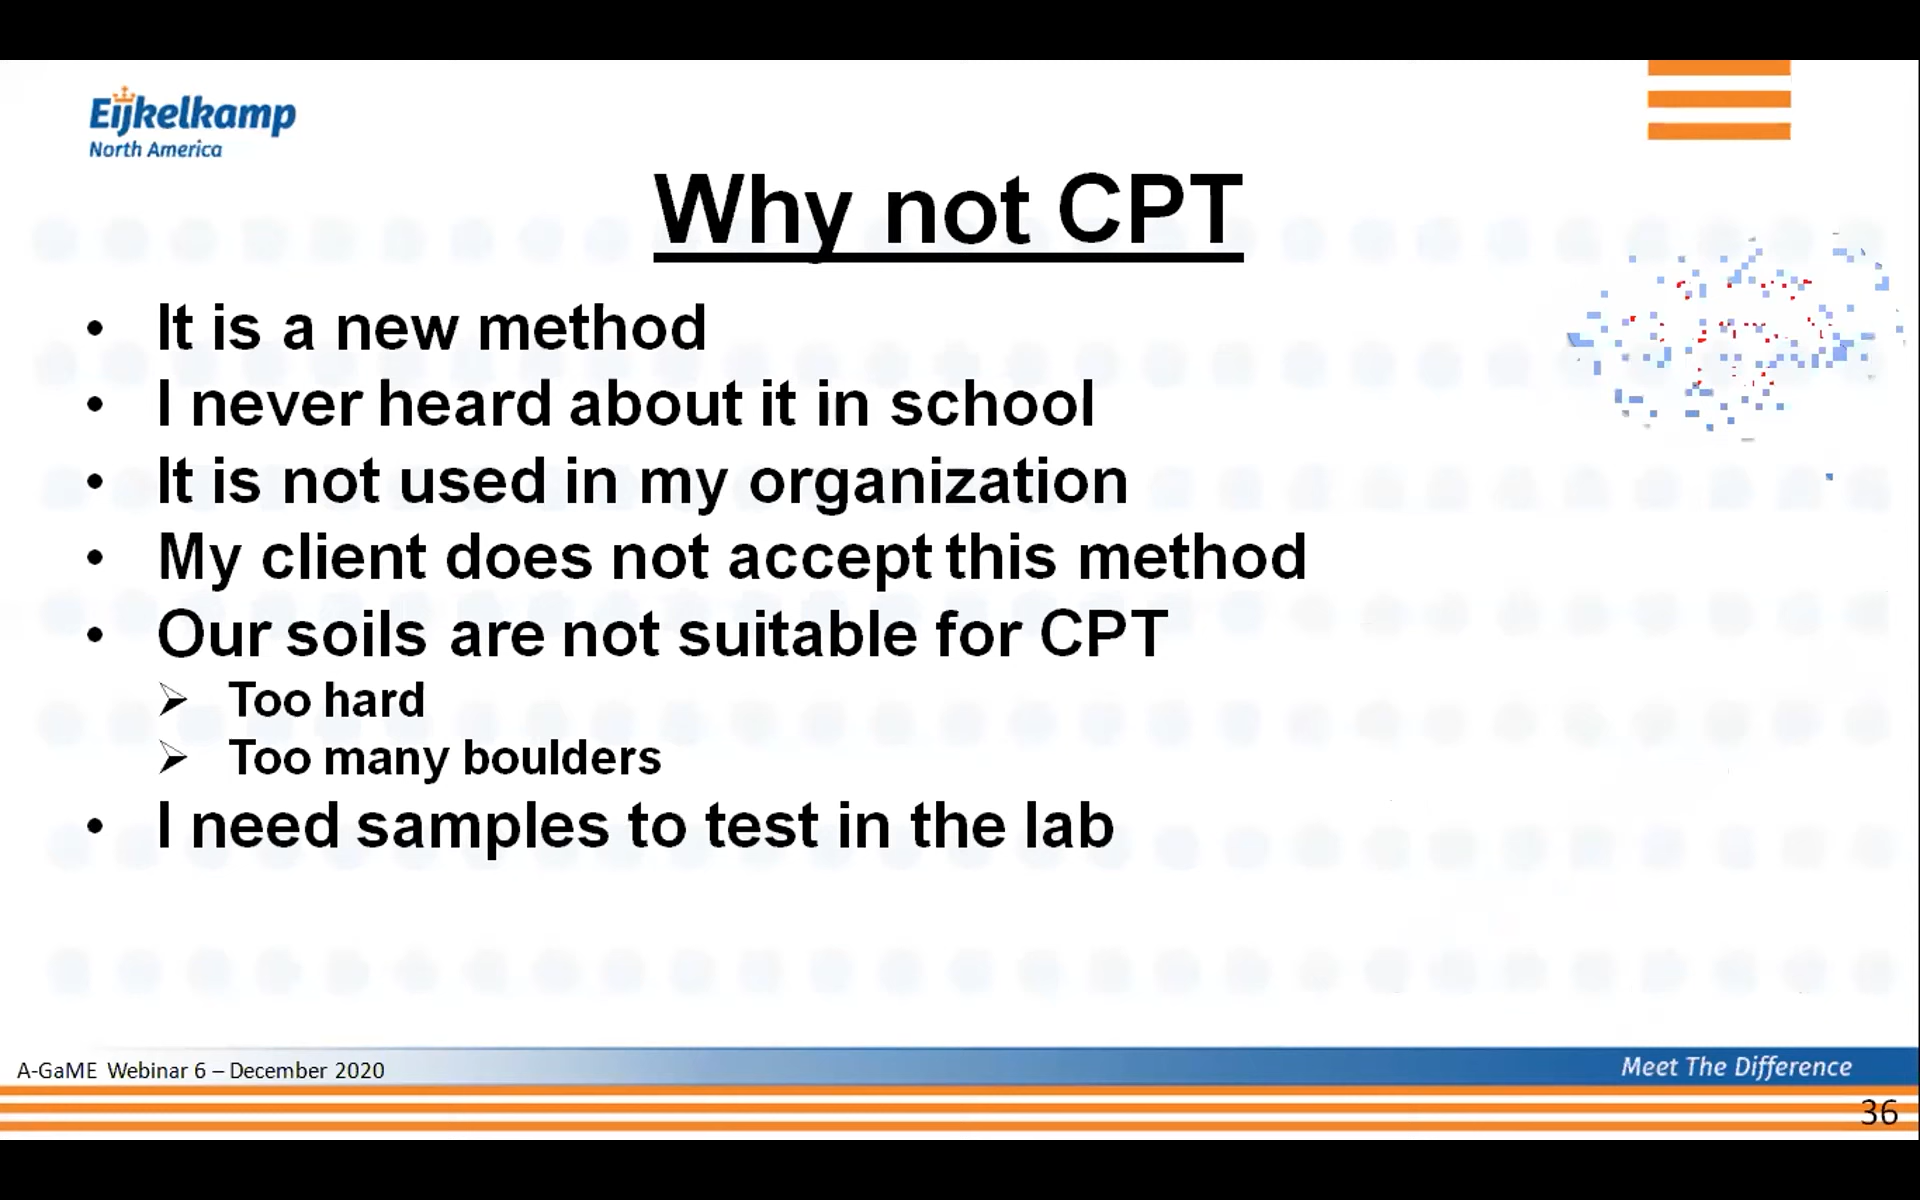 Eijkelkamp
North America
Why not CPT
• It is a new method
• I never heard about it in school
• It is not used in my organization
• My client does not accept this method
• Our soils are not suitable for CPT
➢ Too hard
➢ Too many boulders
• I need samples to test in the lab
A-GaME Webinar 6 – December 2020
Meet The Difference
36